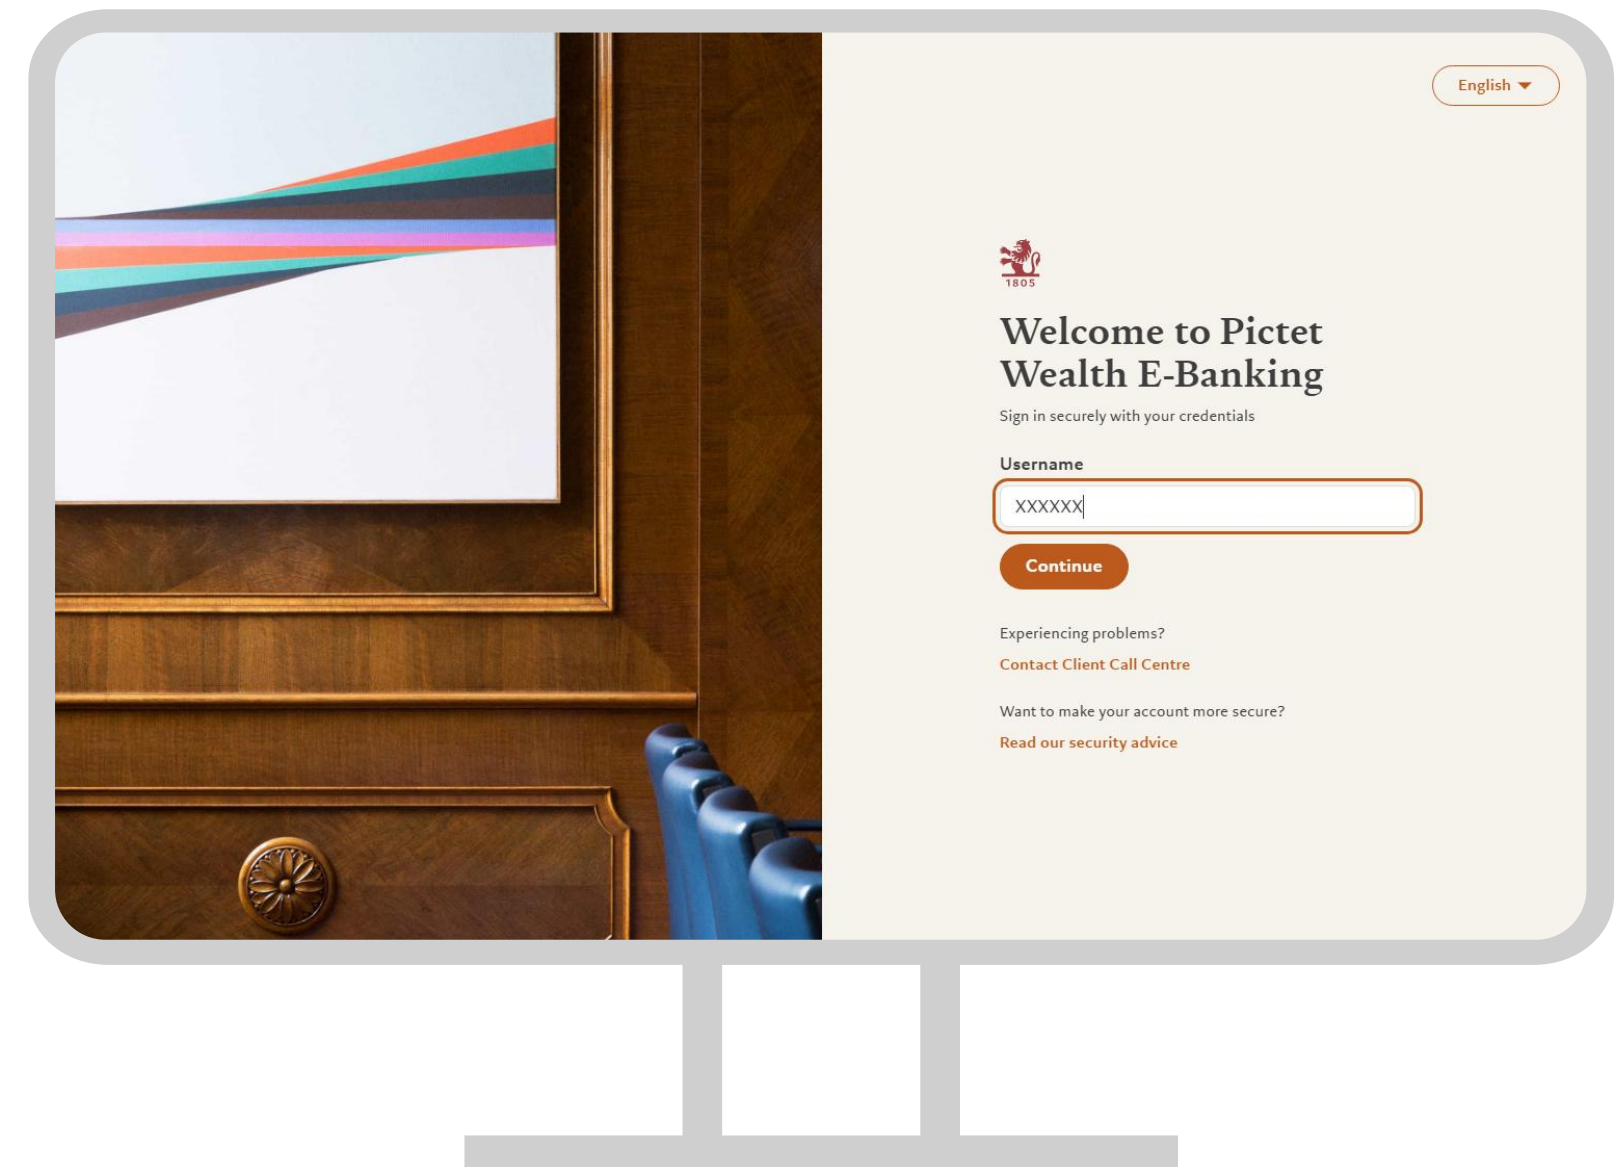 English
1805
Welcome to Pictet
Wealth E-Banking
Sign in securely with your credentials
Username
XXXXXX
Continue
Experiencing problems?
Contact Client Call Centre
Want to make your account more secure?
Read our security advice